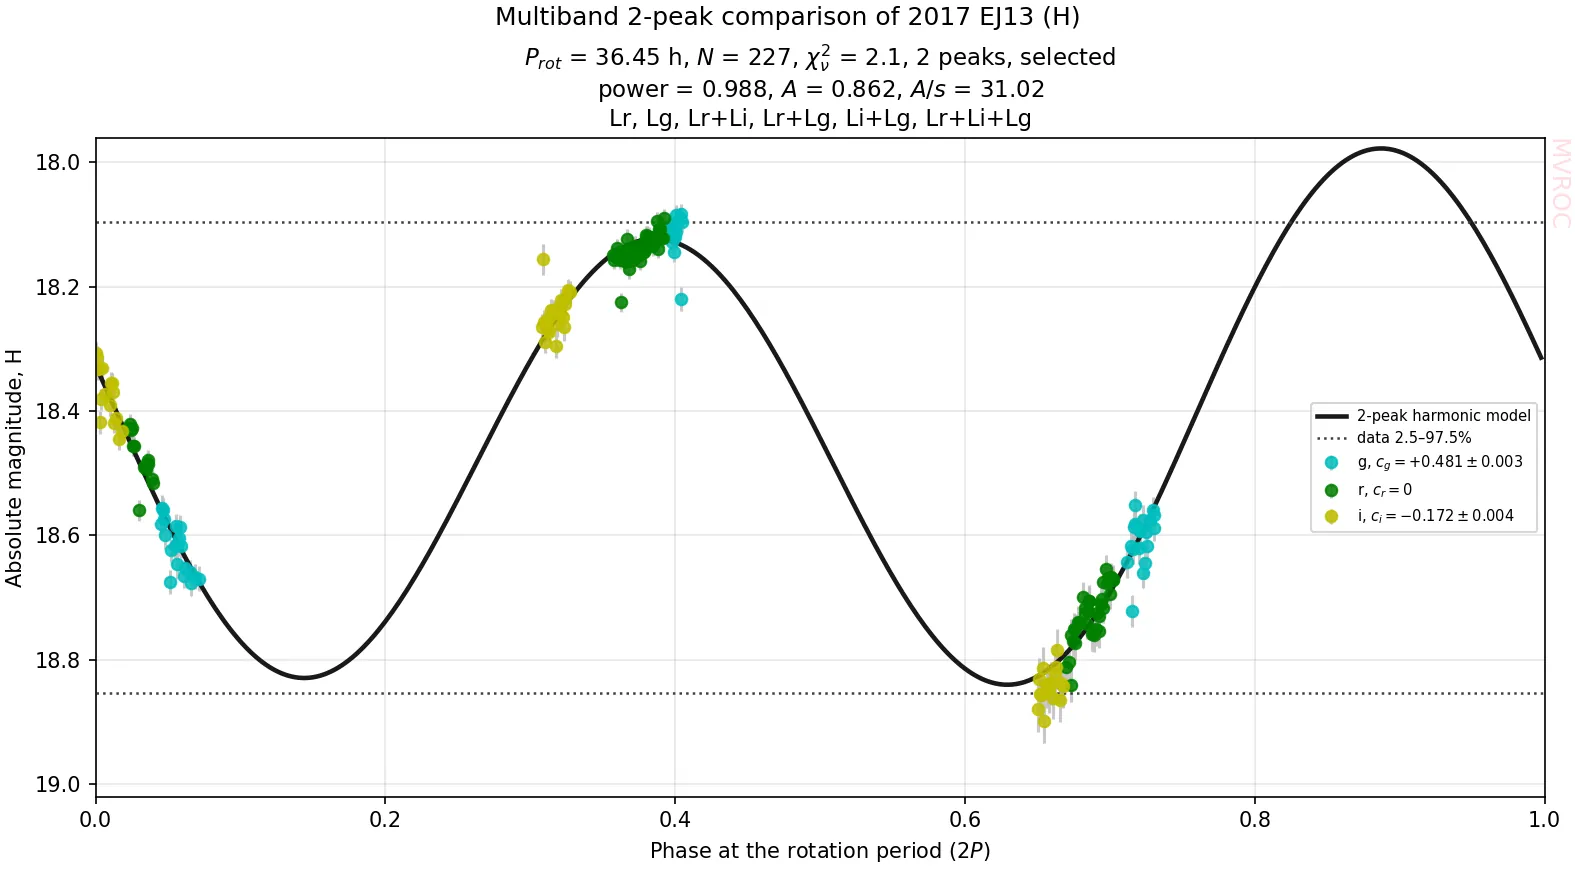 Multiband 2-peak comparison of 2017 EJ13 (H)
P_rot = 36.45 h, N = 227, χ²_ν = 2.1, 2 peaks, selected
power = 0.988, A = 0.862, A/s = 31.02
Lr, Lg, Lr+Li, Lr+Lg, Li+Lg, Lr+Li+Lg
MVROC
Absolute magnitude, H
18.0
18.2
18.4
18.6
18.8
19.0
2-peak harmonic model
data 2.5–97.5%
g, c_g = +0.481 ± 0.003
r, c_r = 0
i, c_i = −0.172 ± 0.004
0.0 0.2 0.4 0.6 0.8 1.0
Phase at the rotation period (2P)